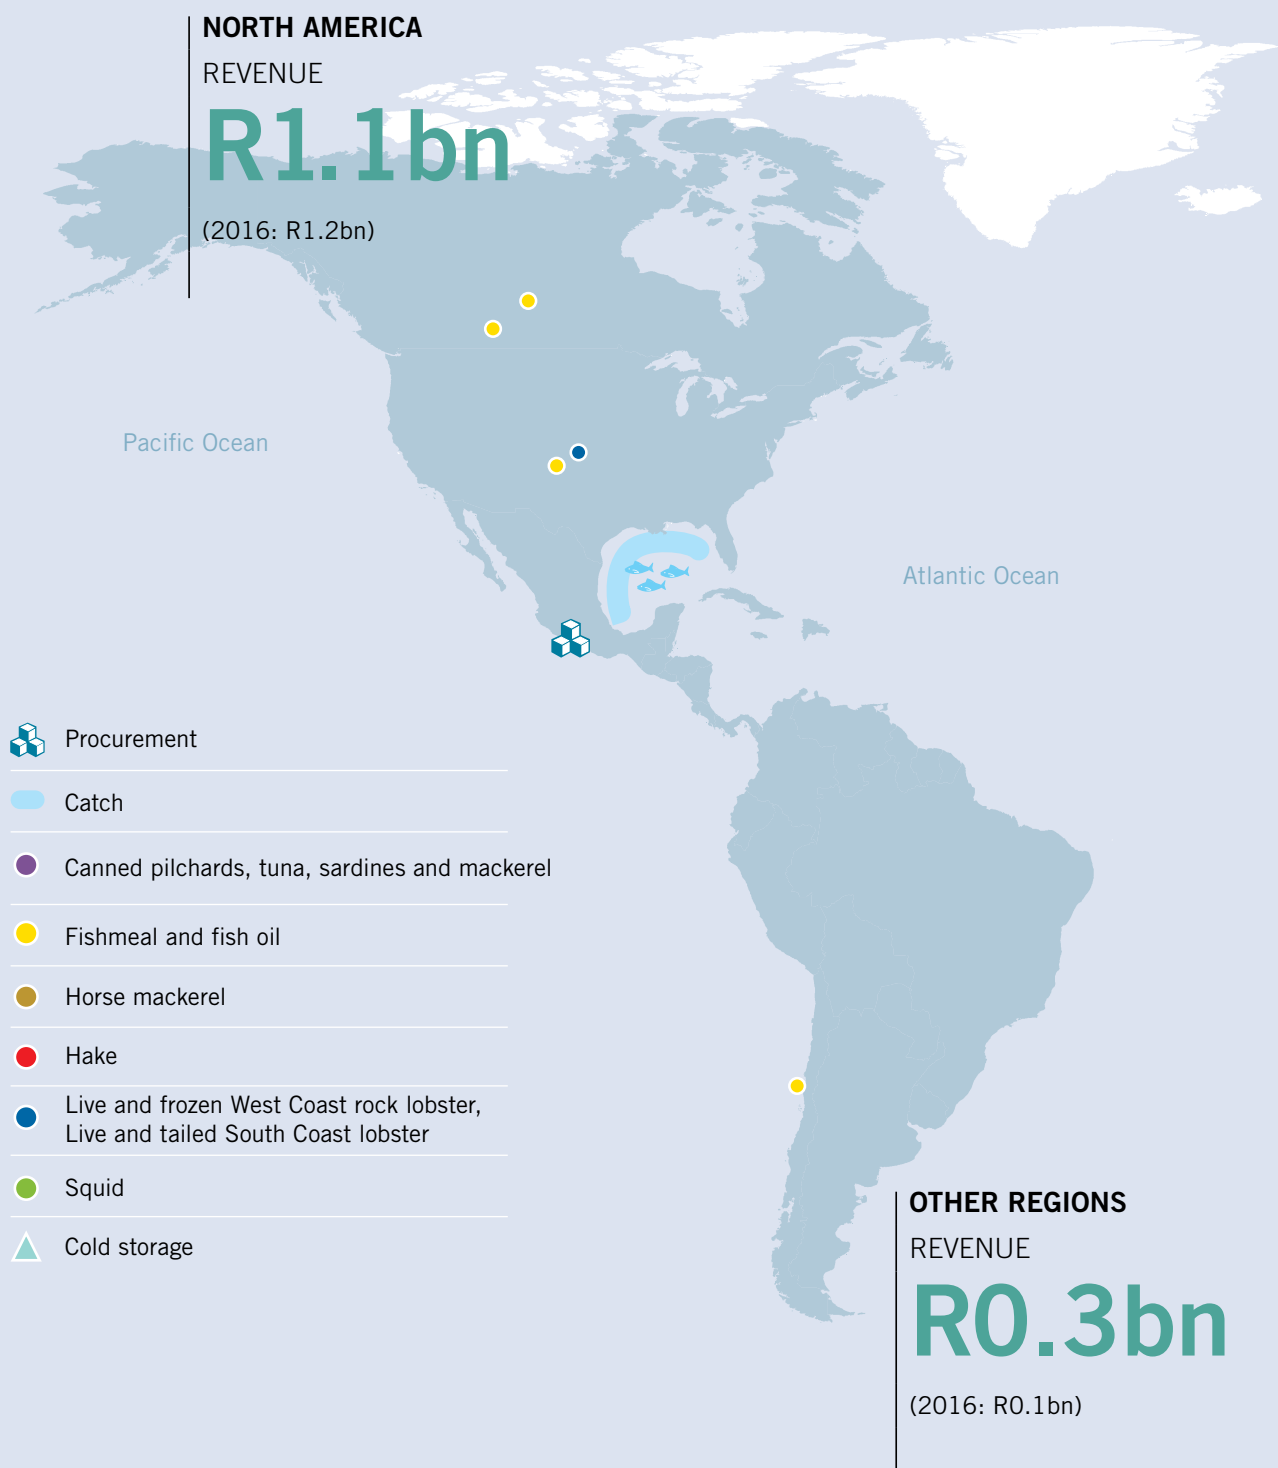 NORTH AMERICA
REVENUE
R1.1bn
(2016: R1.2bn)
Pacific Ocean
Atlantic Ocean
Procurement
Catch
Canned pilchards, tuna, sardines and mackerel
Fishmeal and fish oil
Horse mackerel
Hake
Live and frozen West Coast rock lobster,
Live and tailed South Coast lobster
Squid
Cold storage
OTHER REGIONS
REVENUE
R0.3bn
(2016: R0.1bn)